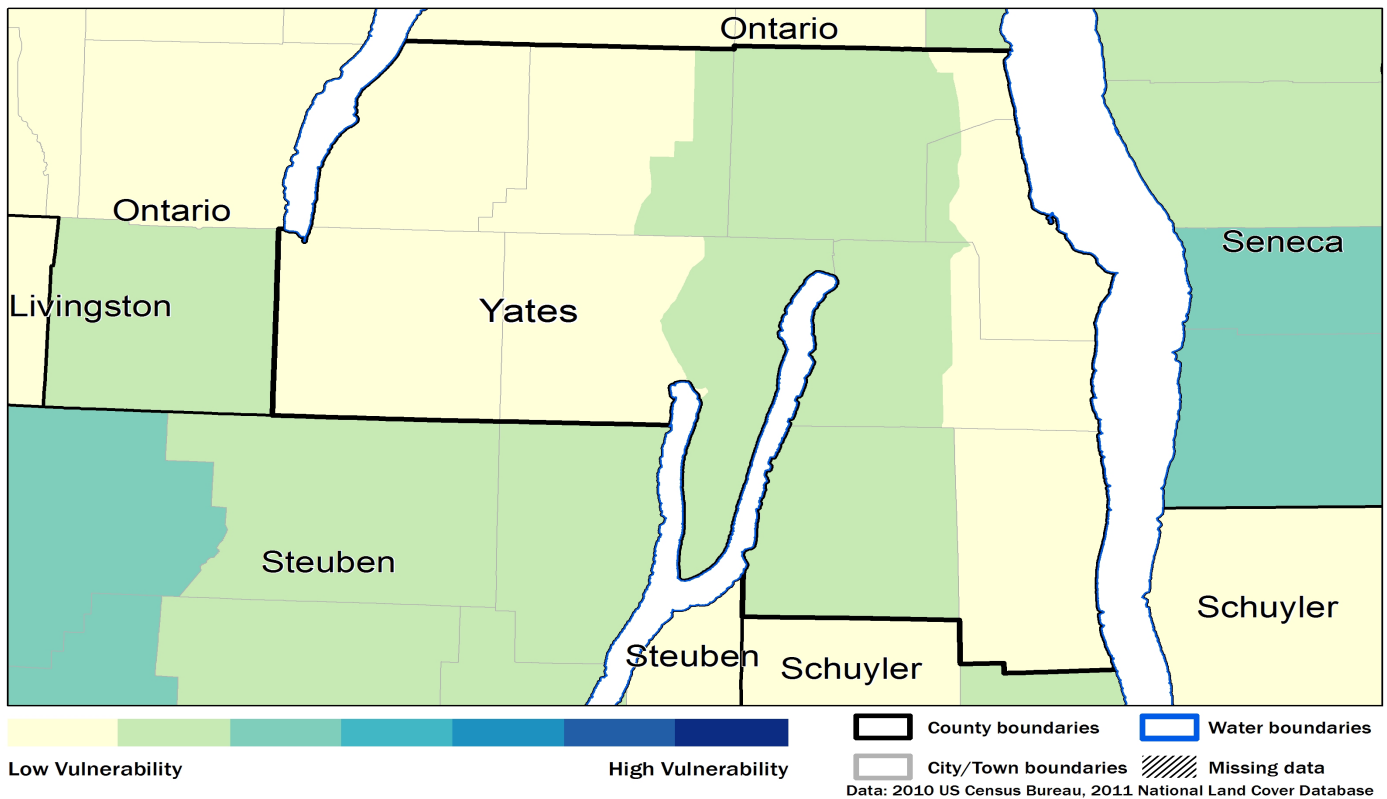 Ontario
Ontario
Seneca
Livingston
Yates
Steuben
Schuyler
Steuben
Schuyler
Low Vulnerability
High Vulnerability
County boundaries
Water boundaries
City/Town boundaries
Missing data
Data: 2010 US Census Bureau, 2011 National Land Cover Database